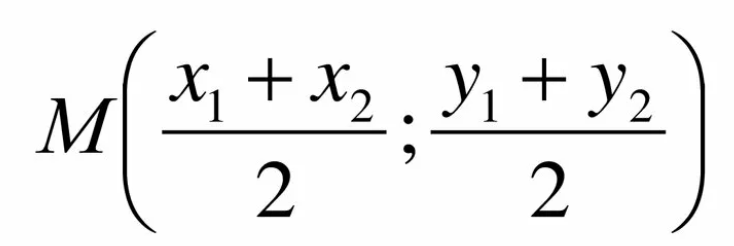 M(x₁ + x₂ / 2 ; y₁ + y₂ / 2)